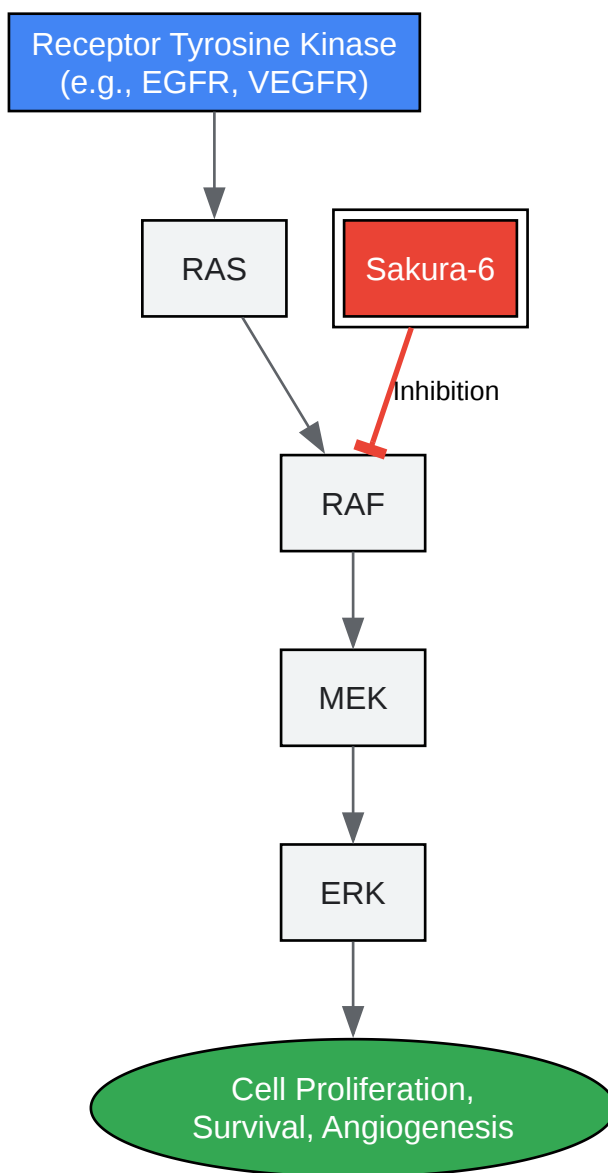 Receptor Tyrosine Kinase
(e.g., EGFR, VEGFR)
RAS
Sakura-6
Inhibition
RAF
MEK
ERK
Cell Proliferation,
Survival, Angiogenesis